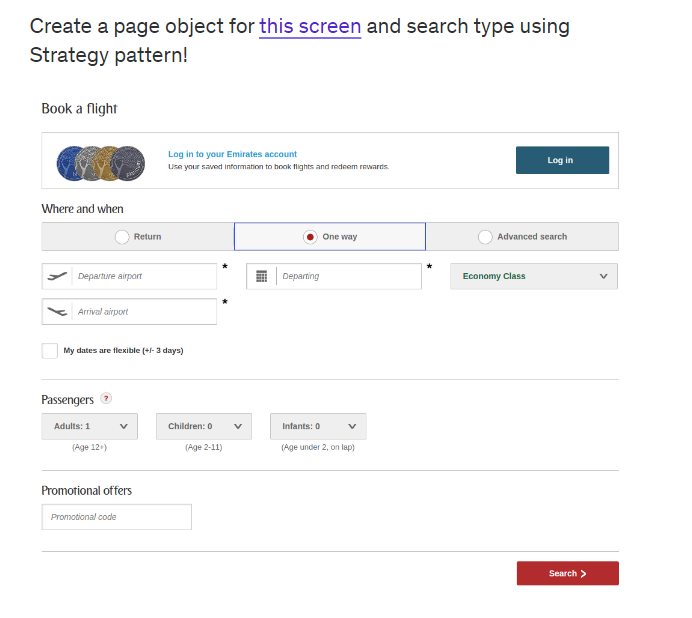 Create a page object for this screen and search type using
Strategy pattern!
Book a flight
Log in to your Emirates account
Use your saved information to book flights and redeem rewards.
Log in
Where and when
Return
One way
Advanced search
Departure airport
*
Departing
*
Economy Class
Arrival airport
*
My dates are flexible (+/- 3 days)
Passengers ?
Adults: 1
Children: 0
Infants: 0
(Age 12+)
(Age 2-11)
(Age under 2, on lap)
Promotional offers
Promotional code
Search